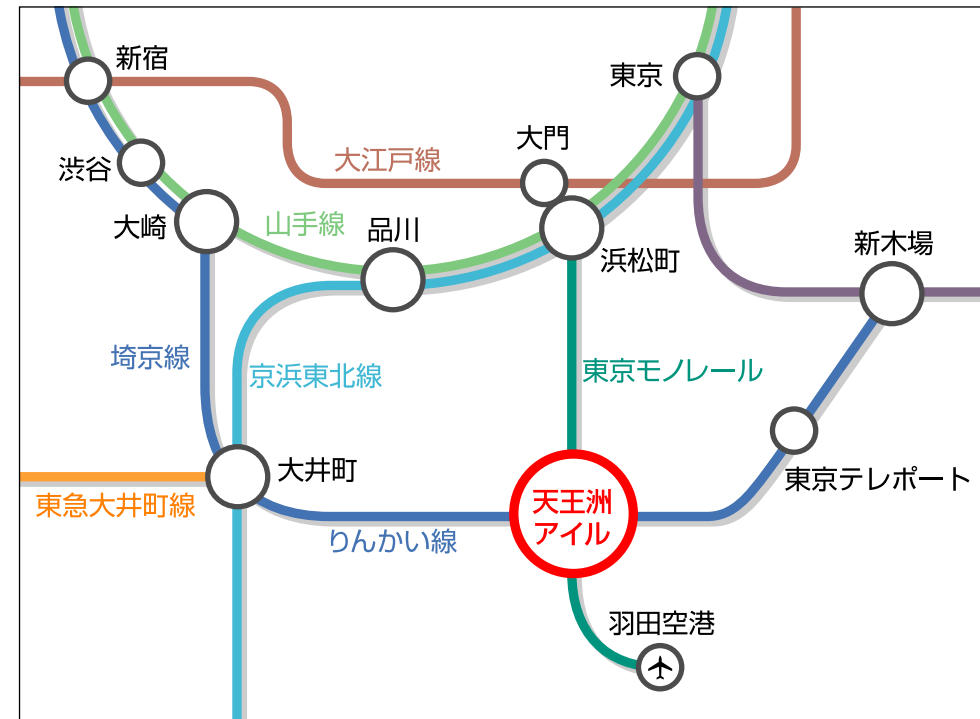 新宿
東京
大門
大江戸線
渋谷
大崎
山手線
品川
浜松町
新木場
埼京線
京浜東北線
東京モノレール
大井町
東京テレポート
東急大井町線
天王洲
アイル
りんかい線
羽田空港